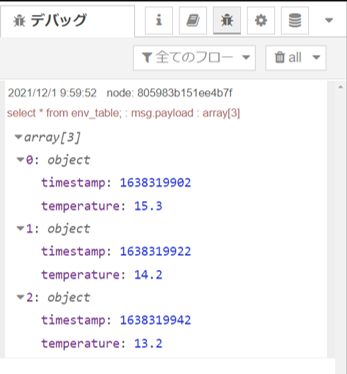 デバッグ
全てのフロー
all
2021/12/1 9:59:52 node: 805983b151ee4b7f
select * from env_table; : msg.payload : array[3]
array[3]
0: object
timestamp: 1638319902
temperature: 15.3
1: object
timestamp: 1638319922
temperature: 14.2
2: object
timestamp: 1638319942
temperature: 13.2